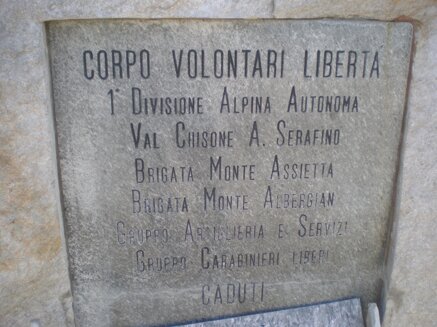 CORPO VOLONTARI LIBERTA'
1ª DIVISIONE ALPINA AUTONOMA
VAL CHISONE A. SERAFINO
BRIGATA MONTE ASSIETTA
BRIGATA MONTE ALBERGIAN
GRUPPO ARTIGLIERIA E SERVIZI
GRUPPO CARABINIERI LIBERI
CADUTI